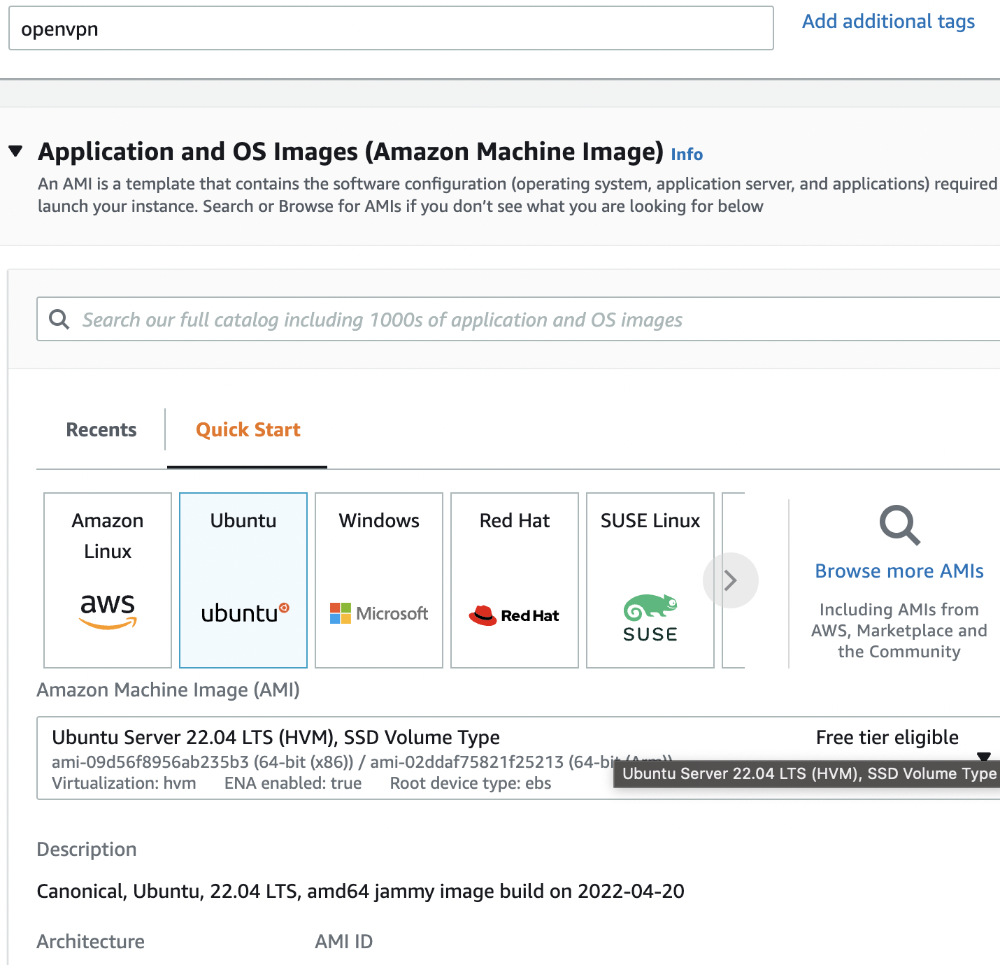 openvpn
Add additional tags
Application and OS Images (Amazon Machine Image) Info
An AMI is a template that contains the software configuration (operating system, application server, and applications) required
launch your instance. Search or Browse for AMIs if you don’t see what you are looking for below
Search our full catalog including 1000s of application and OS images
Recents
Quick Start
Amazon
Linux
aws
Ubuntu
ubuntu
Windows
Microsoft
Red Hat
Red Hat
SUSE Linux
SUSE
Browse more AMIs
Including AMIs from
AWS, Marketplace and
the Community
Amazon Machine Image (AMI)
Ubuntu Server 22.04 LTS (HVM), SSD Volume Type
Free tier eligible
ami-09d56f8956ab235b3 (64-bit (x86)) / ami-02ddaf75821f25213 (64-bit (Arm))
Ubuntu Server 22.04 LTS (HVM), SSD Volume Type
Virtualization: hvm ENA enabled: true Root device type: ebs
Description
Canonical, Ubuntu, 22.04 LTS, amd64 jammy image build on 2022-04-20
Architecture
AMI ID